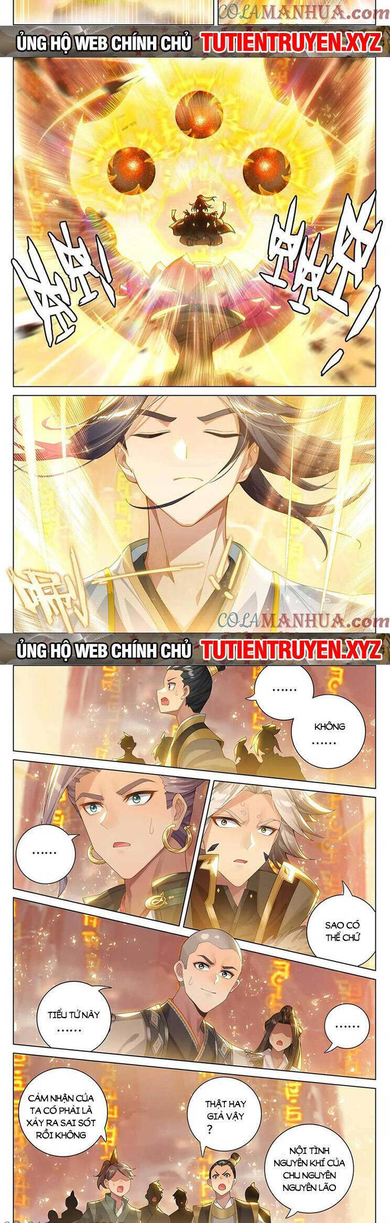 COLAMANHUA.com
ỦNG HỘ WEB CHÍNH CHỦ TUTIENTRUYEN.XYZ
COLAMANHUA.com
COLAMANHUA.com
ỦNG HỘ WEB CHÍNH CHỦ TUTIENTRUYEN.XYZ
......
KHÔNG
......
......
SAO CÓ
THỂ CHỨ
TIỂU TỬ NÀY
......
......
CẢM NHẬN CỦA
TA CÓ PHẢI LÀ
XẢY RA SAI SÓT
RỒI KHÔNG
THẬT HAY
GIẢ VẬY
?
NỘI TÌNH
NGUYÊN KHÍ CỦA
CHU NGUYÊN
NGUYÊN LÃO